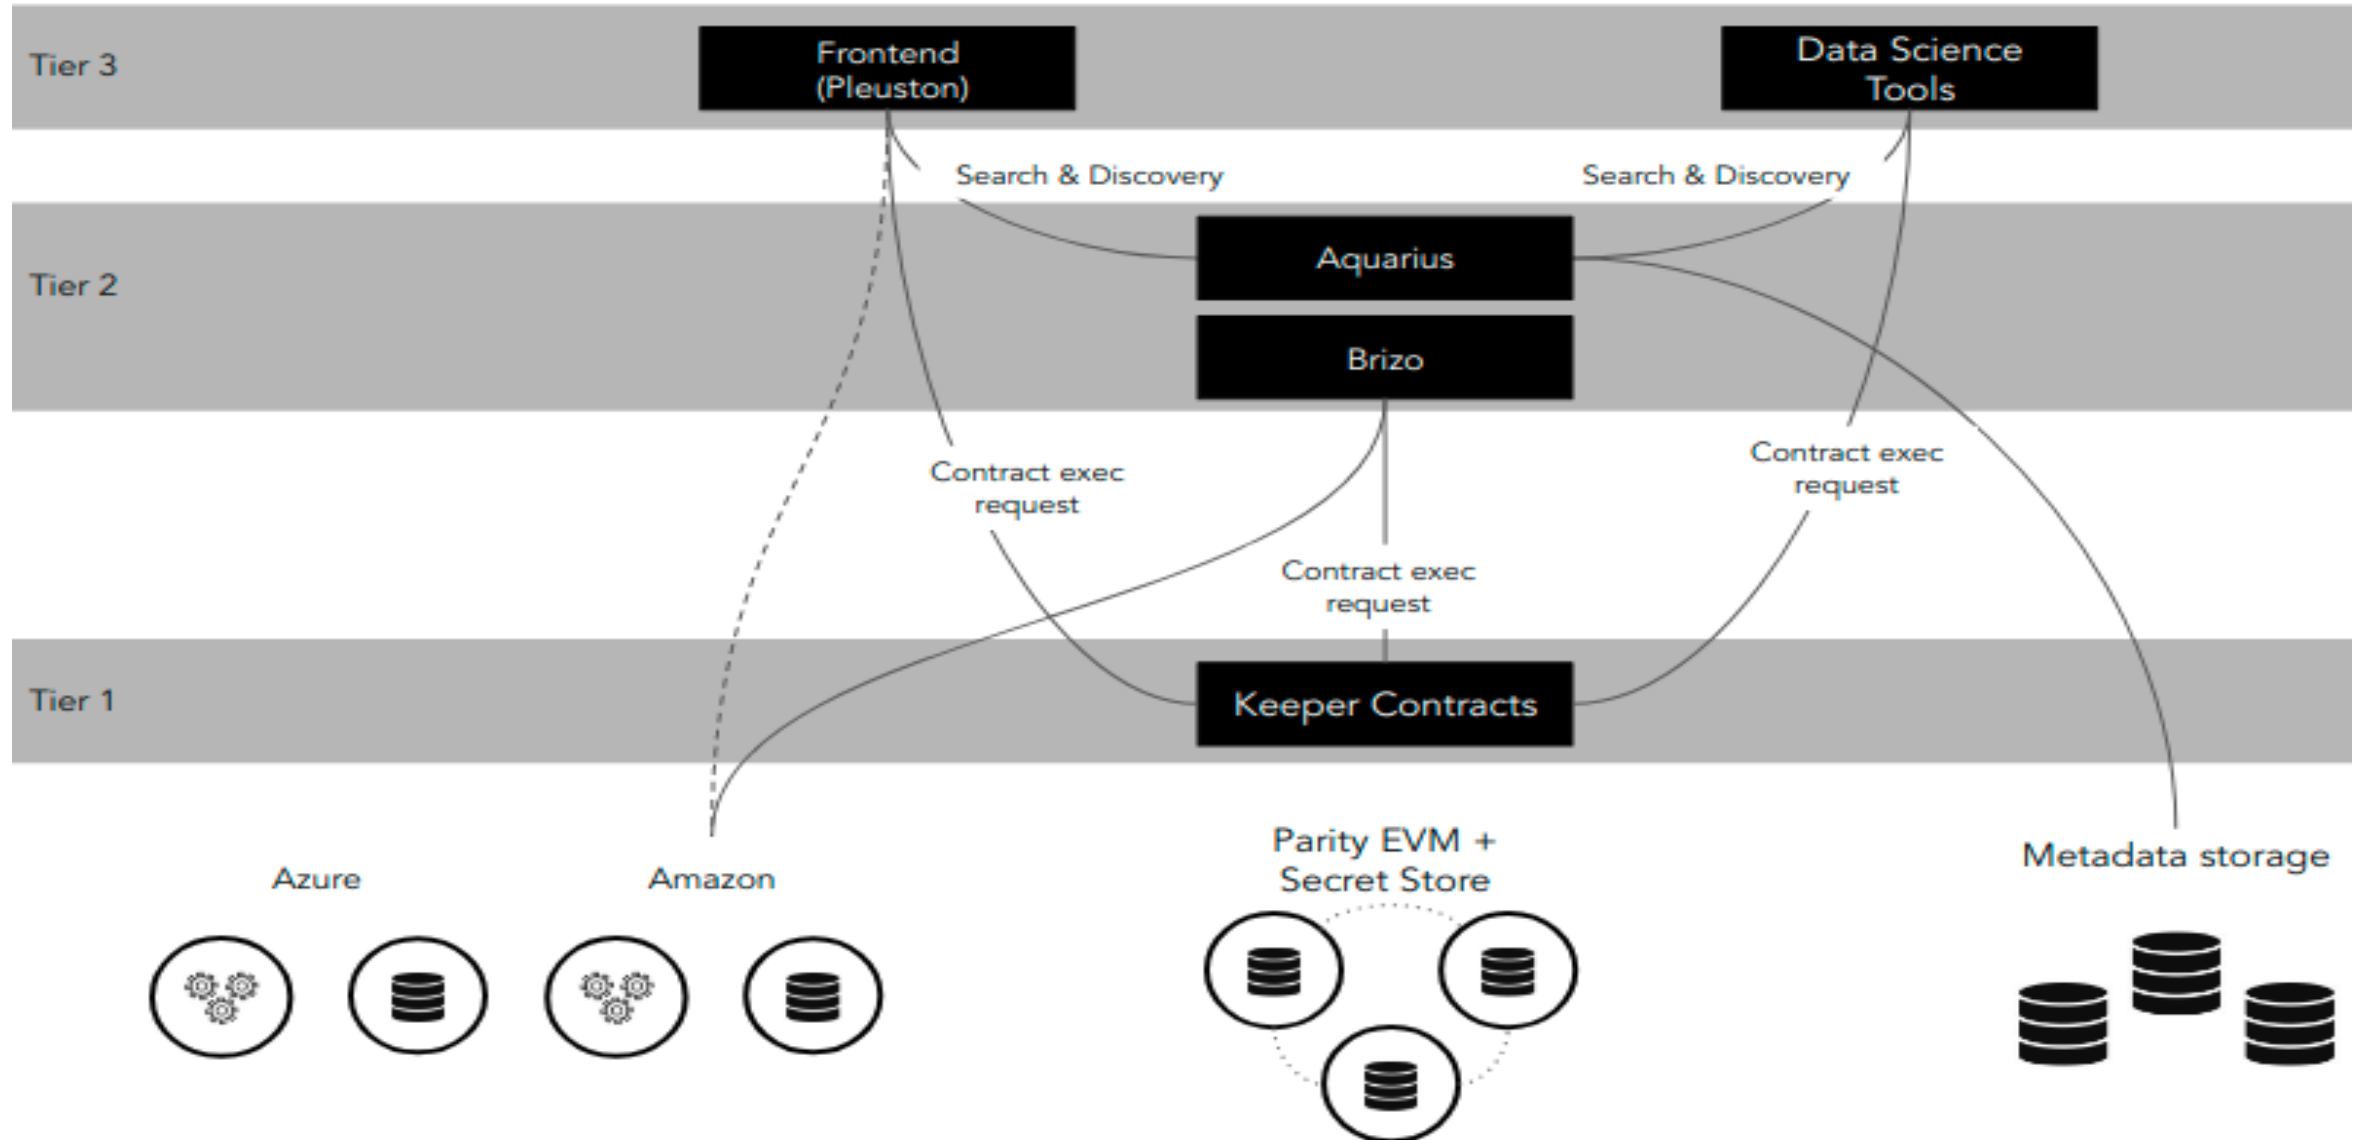 Tier 3
Frontend
(Pleuston)
Data Science
Tools
Search & Discovery
Search & Discovery
Tier 2
Aquarius
Brizo
Contract exec
request
Contract exec
request
Contract exec
request
Tier 1
Keeper Contracts
Azure
Amazon
Parity EVM +
Secret Store
Metadata storage